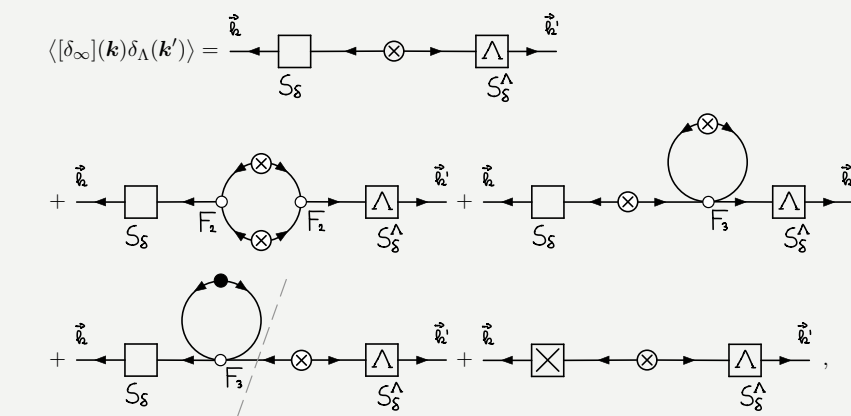 ⟨[δ∞](k)δΛ(k′)⟩ = k⃗ Λ k⃗'
Sδ SδΛ
+ k⃗ F₂ F₂ Λ k⃗' + k⃗ F₃ Λ k⃗
Sδ SδΛ Sδ SδΛ
+ k⃗ F₃ Λ k⃗' + k⃗ Λ k⃗' ,
Sδ SδΛ SδΛ